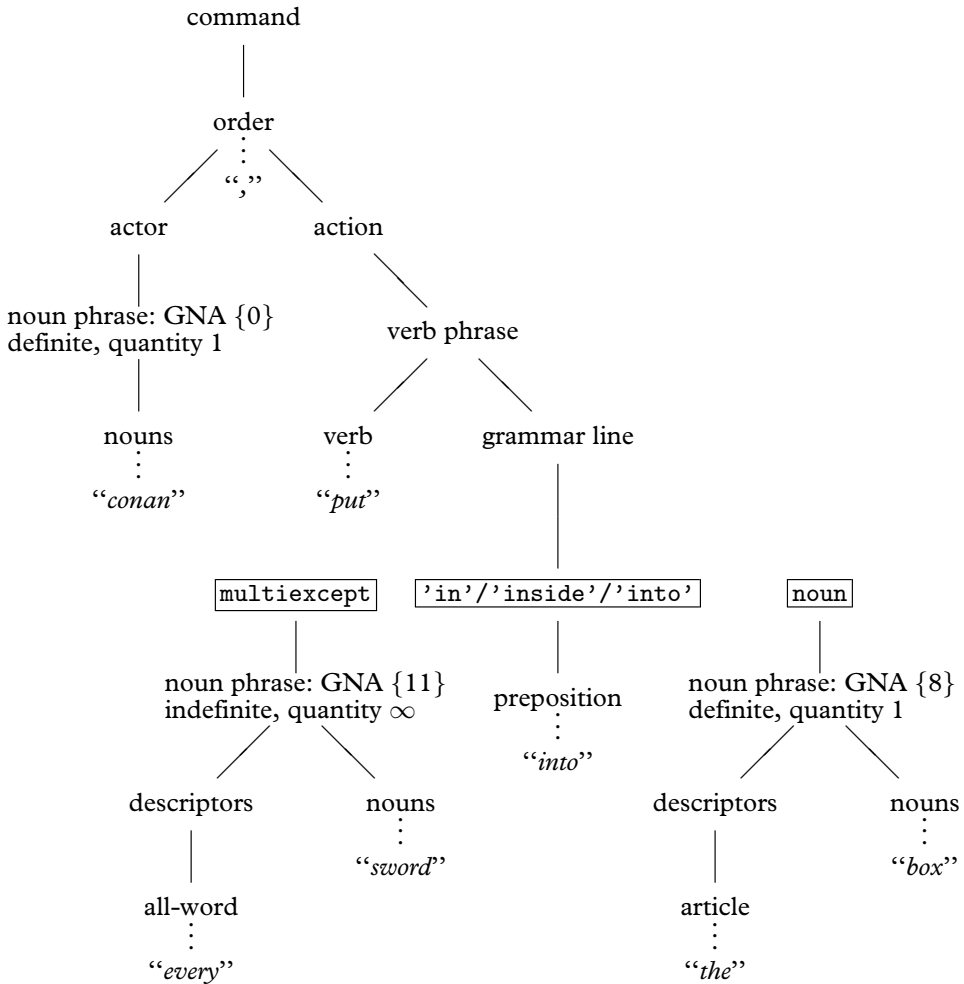 command
order
“,”
actor action
noun phrase: GNA {0}
definite, quantity 1
verb phrase
nouns verb grammar line
“conan” “put”
multiexcept 'in'/'inside'/'into' noun
noun phrase: GNA {11}
indefinite, quantity ∞
preposition
noun phrase: GNA {8}
definite, quantity 1
“into”
descriptors nouns descriptors nouns
“sword” “box”
all-word article
“every” “the”